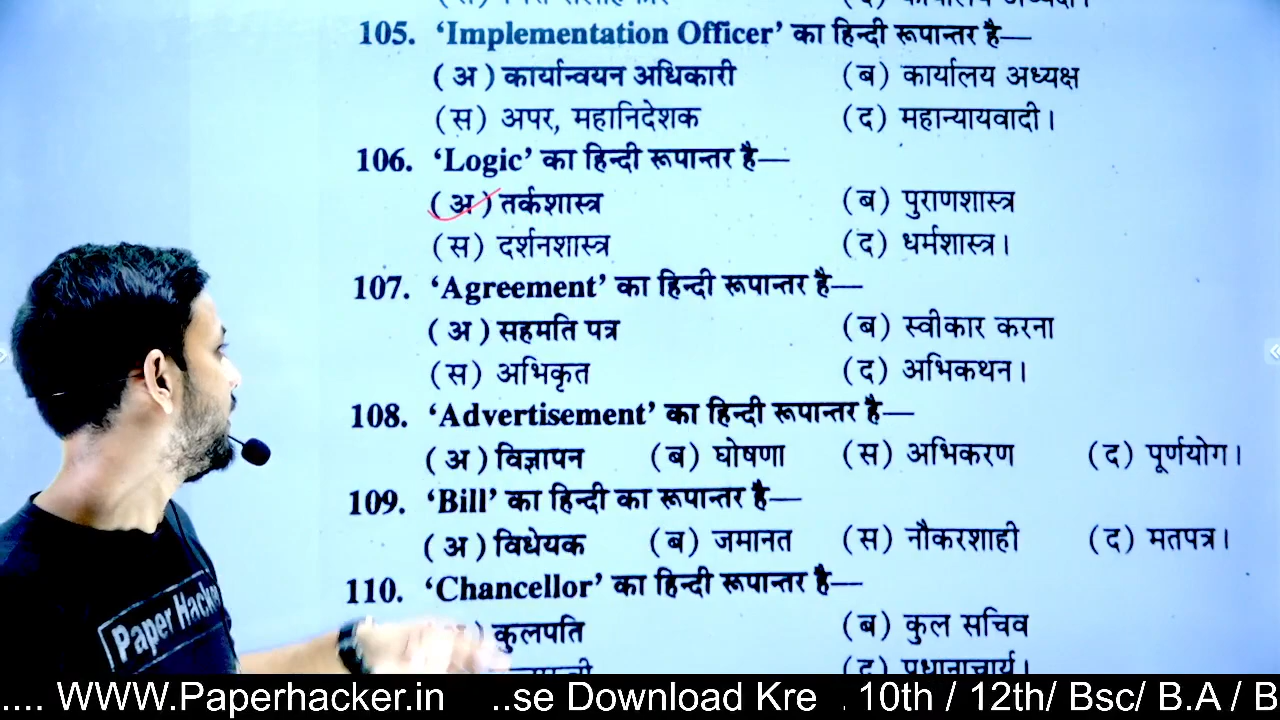 105. ‘Implementation Officer’ का हिन्दी रूपान्तर है—
(अ) कार्यान्वयन अधिकारी (ब) कार्यालय अध्यक्ष
(स) अपर, महानिदेशक (द) महान्यायवादी।
106. ‘Logic’ का हिन्दी रूपान्तर है—
(अ) तर्कशास्त्र (ब) पुराणशास्त्र
(स) दर्शनशास्त्र (द) धर्मशास्त्र।
107. ‘Agreement’ का हिन्दी रूपान्तर है—
(अ) सहमति पत्र (ब) स्वीकार करना
(स) अभिकृत (द) अभिकथन।
108. ‘Advertisement’ का हिन्दी रूपान्तर है—
(अ) विज्ञापन (ब) घोषणा (स) अभिकरण (द) पूर्णयोग।
109. ‘Bill’ का हिन्दी का रूपान्तर है—
(अ) विधेयक (ब) जमानत (स) नौकरशाही (द) मतपत्र।
110. ‘Chancellor’ का हिन्दी रूपान्तर है—
कुलपति (ब) कुल सचिव
(द) प्रधानाचार्य।
Paper Hacker
.... WWW.Paperhacker.in ..se Download Kre . 10th / 12th/ Bsc/ B.A / B